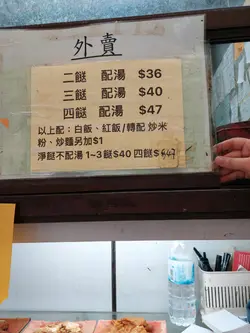 外賣
二餸 配湯 $36
三餸 配湯 $40
四餸 配湯 $47
以上配：白飯、紅飯/轉配 炒米
粉、炒麵另加$1
淨餸不配湯 1~3餸$40 四餸$47